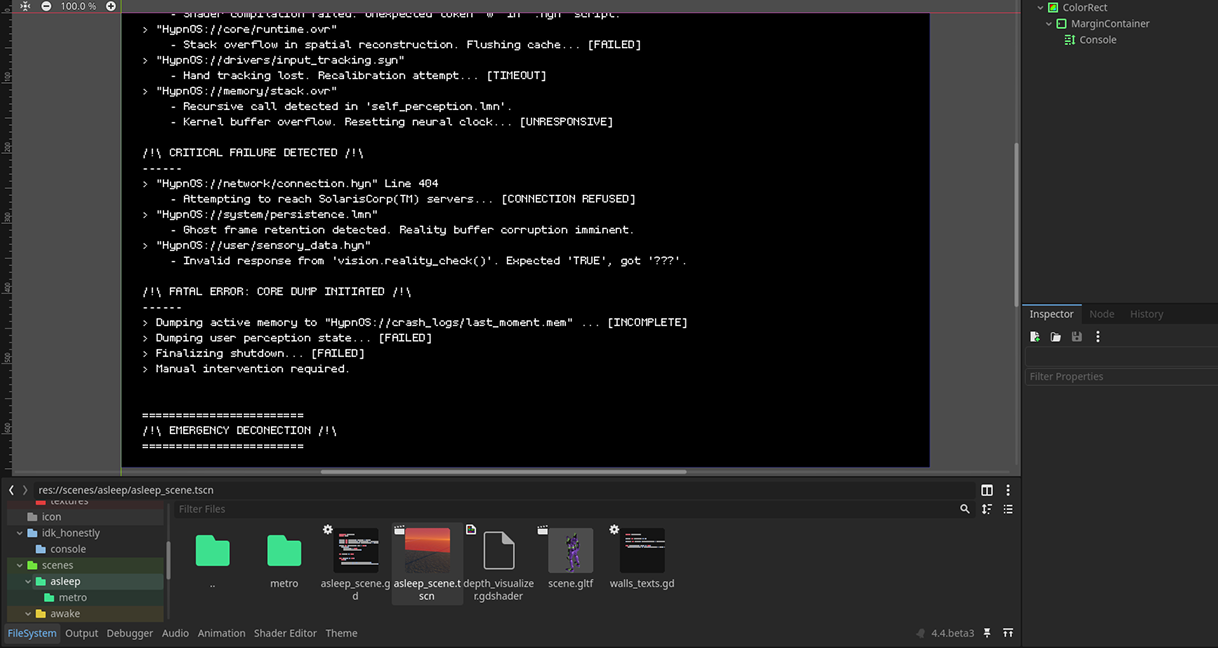 100.0 %
- Shader compilation failed. Unexpected token 'W' in '.hyn' script.
> "HypnOS://core/runtime.ovr"
- Stack overflow in spatial reconstruction. Flushing cache... [FAILED]
> "HypnOS://drivers/input_tracking.syn"
- Hand tracking lost. Recalibration attempt... [TIMEOUT]
> "HypnOS://memory/stack.ovr"
- Recursive call detected in 'self_perception.lmn'.
- Kernel buffer overflow. Resetting neural clock... [UNRESPONSIVE]
/!\ CRITICAL FAILURE DETECTED /!\
------
> "HypnOS://network/connection.hyn" Line 404
- Attempting to reach SolarisCorp(TM) servers... [CONNECTION REFUSED]
> "HypnOS://system/persistence.lmn"
- Ghost frame retention detected. Reality buffer corruption imminent.
> "HypnOS://user/sensory_data.hyn"
- Invalid response from 'vision.reality_check()'. Expected 'TRUE', got '???'.
/!\ FATAL ERROR: CORE DUMP INITIATED /!\
------
> Dumping active memory to "HypnOS://crash_logs/last_moment.mem" ... [INCOMPLETE]
> Dumping user perception state... [FAILED]
> Finalizing shutdown... [FAILED]
> Manual intervention required.
========================
/!\ EMERGENCY DECONECTION /!\
========================
ColorRect
MarginContainer
Console
Inspector Node History
Filter Properties
res://scenes/asleep/asleep_scene.tscn
textures
icon
idk_honestly
console
scenes
asleep
metro
awake
Filter Files
..
metro
asleep_scene.g
d
asleep_scene.t
scn
depth_visualize
r.gdshader
scene.gltf
walls_texts.gd
FileSystem Output Debugger Audio Animation Shader Editor Theme
4.4.beta3